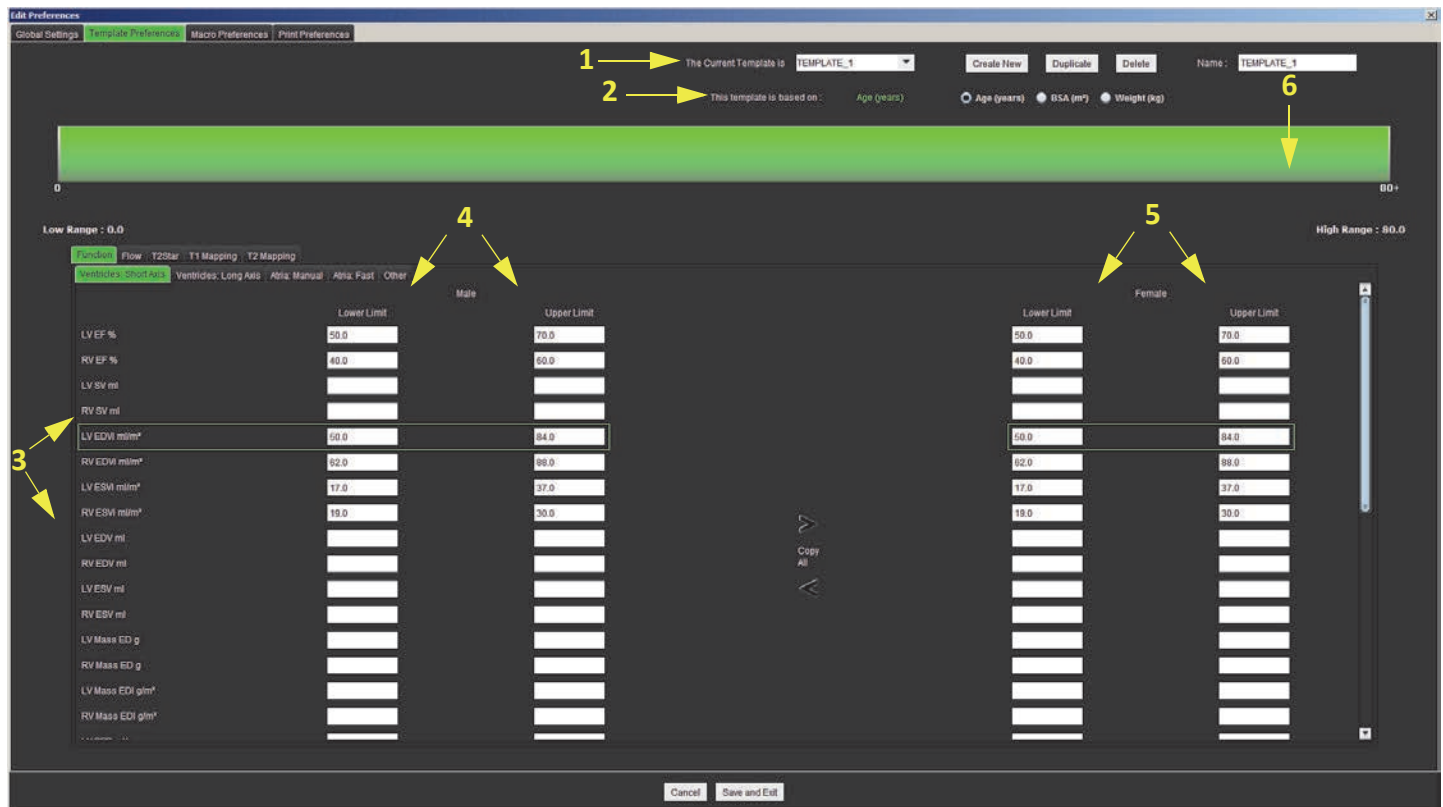 Edit Preferences
Global Settings Template Preferences Macro Preferences Print Preferences
1 The Current Template is TEMPLATE_1 Create New Duplicate Delete Name : TEMPLATE_1
2 This template is based on : Age (years) Age (years) BSA (m²) Weight (kg) 6
0 80+
Low Range : 0.0 4 5 High Range : 80.0
Function Flow T2Star T1 Mapping T2 Mapping
Ventricles: Short Axis Ventricles: Long Axis Atria: Manual Atria: Fast Other
Male Female
Lower Limit Upper Limit Lower Limit Upper Limit
LV EF % 50.0 70.0 50.0 70.0
RV EF % 40.0 60.0 40.0 60.0
LV SV ml
RV SV ml
LV EDVI ml/m² 50.0 84.0 50.0 84.0
3 RV EDVI ml/m² 62.0 88.0 62.0 88.0
LV ESVI ml/m² 17.0 37.0 17.0 37.0
RV ESVI ml/m² 19.0 30.0 19.0 30.0
LV EDV ml
Copy
RV EDV ml All
LV ESV ml
RV ESV ml
LV Mass ED g
RV Mass ED g
LV Mass EDI g/m²
RV Mass EDI g/m²
Cancel Save and Exit